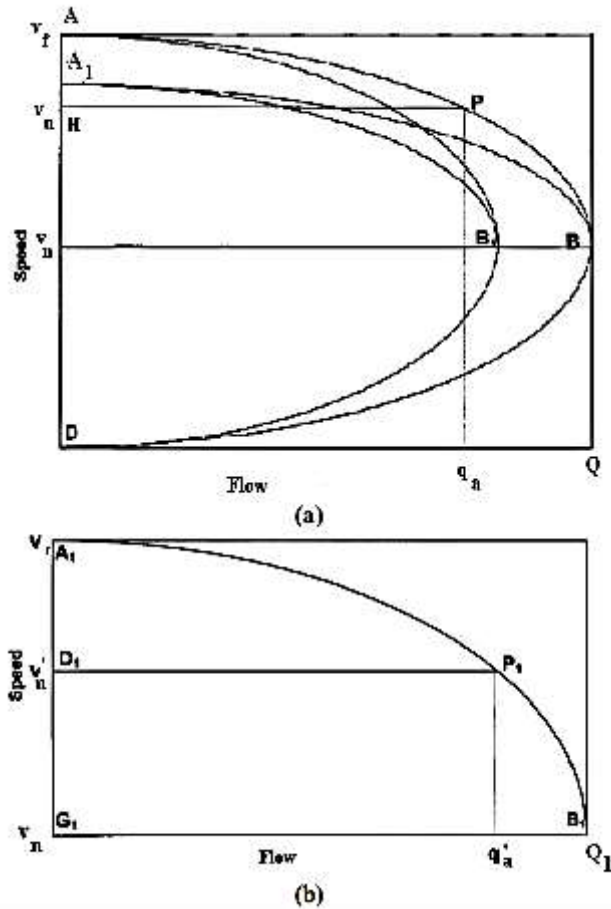 A
v_f
A_1
P
v_n
H
v_n
B_1
B
Speed
D
Q
Flow
q_a
(a)
V_f
A_1
D_1
v'_n
P_1
Speed
G_1
B_1
v_n
Flow
q'_a
Q_1
(b)